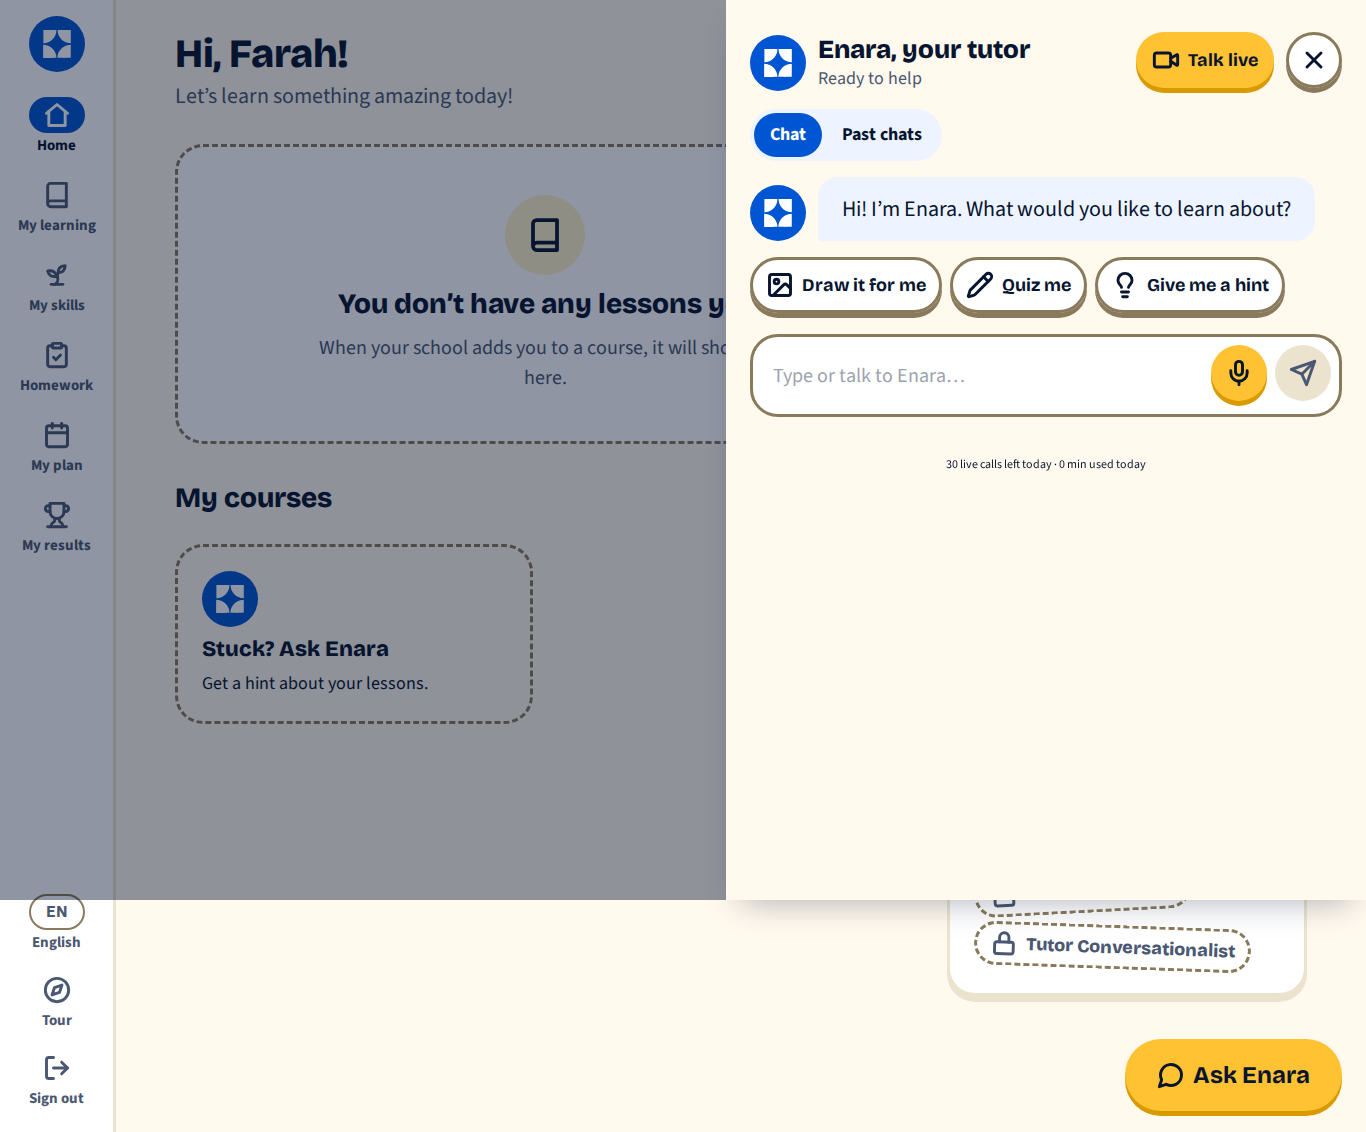 Home
My learning
My skills
Homework
My plan
My results
EN
English
Tour
Sign out
Hi, Farah!
Let's learn something amazing today!
You don't have any lessons y
When your school adds you to a course, it will sho
here.
My courses
Stuck? Ask Enara
Get a hint about your lessons.
Enara, your tutor
Ready to help
Talk live
Chat
Past chats
Hi! I'm Enara. What would you like to learn about?
Draw it for me
Quiz me
Give me a hint
Type or talk to Enara…
30 live calls left today · 0 min used today
Tutor Conversationalist
Ask Enara